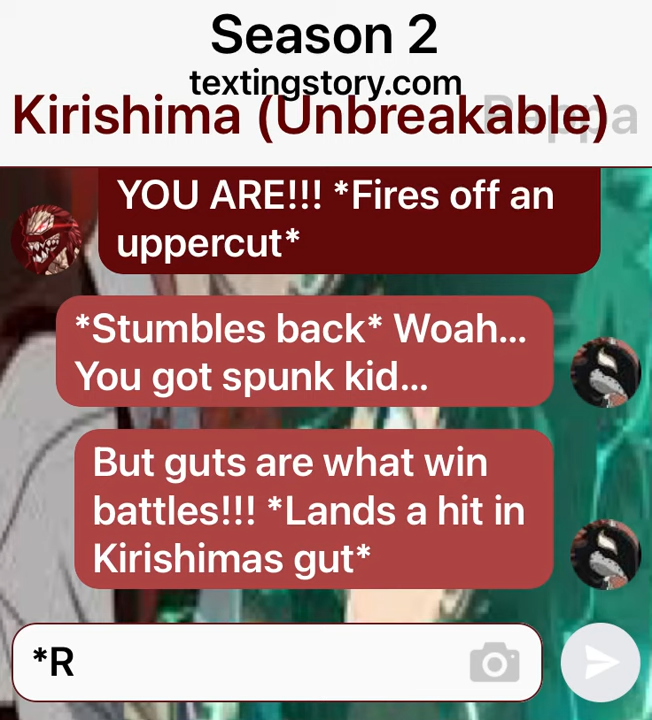 Season 2
textingstory.com
Kirishima (Unbreakable)
Rappa
YOU ARE!!! *Fires off an
uppercut*
*Stumbles back* Woah...
You got spunk kid...
But guts are what win
battles!!! *Lands a hit in
Kirishimas gut*
*R